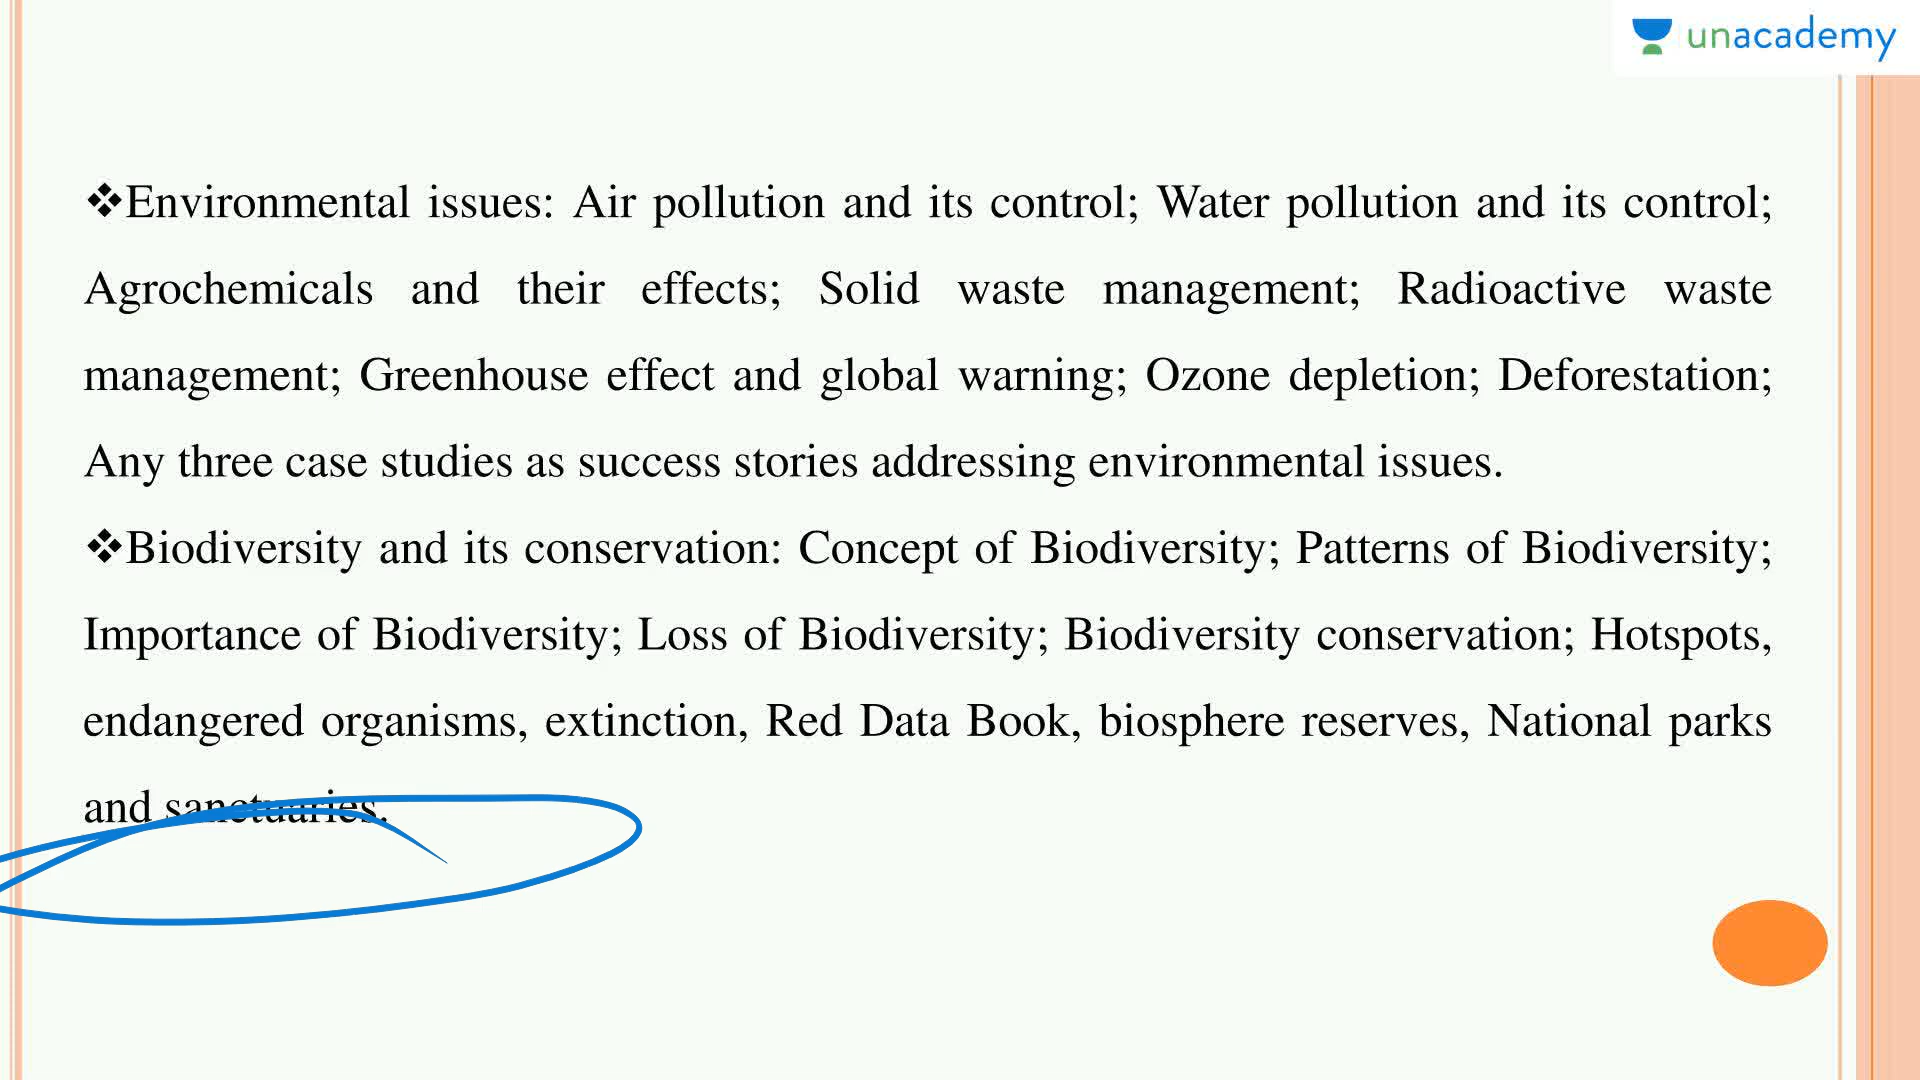 unacademy
❖Environmental issues: Air pollution and its control; Water pollution and its control;
Agrochemicals and their effects; Solid waste management; Radioactive waste
management; Greenhouse effect and global warning; Ozone depletion; Deforestation;
Any three case studies as success stories addressing environmental issues.
❖Biodiversity and its conservation: Concept of Biodiversity; Patterns of Biodiversity;
Importance of Biodiversity; Loss of Biodiversity; Biodiversity conservation; Hotspots,
endangered organisms, extinction, Red Data Book, biosphere reserves, National parks
and sanctuaries.